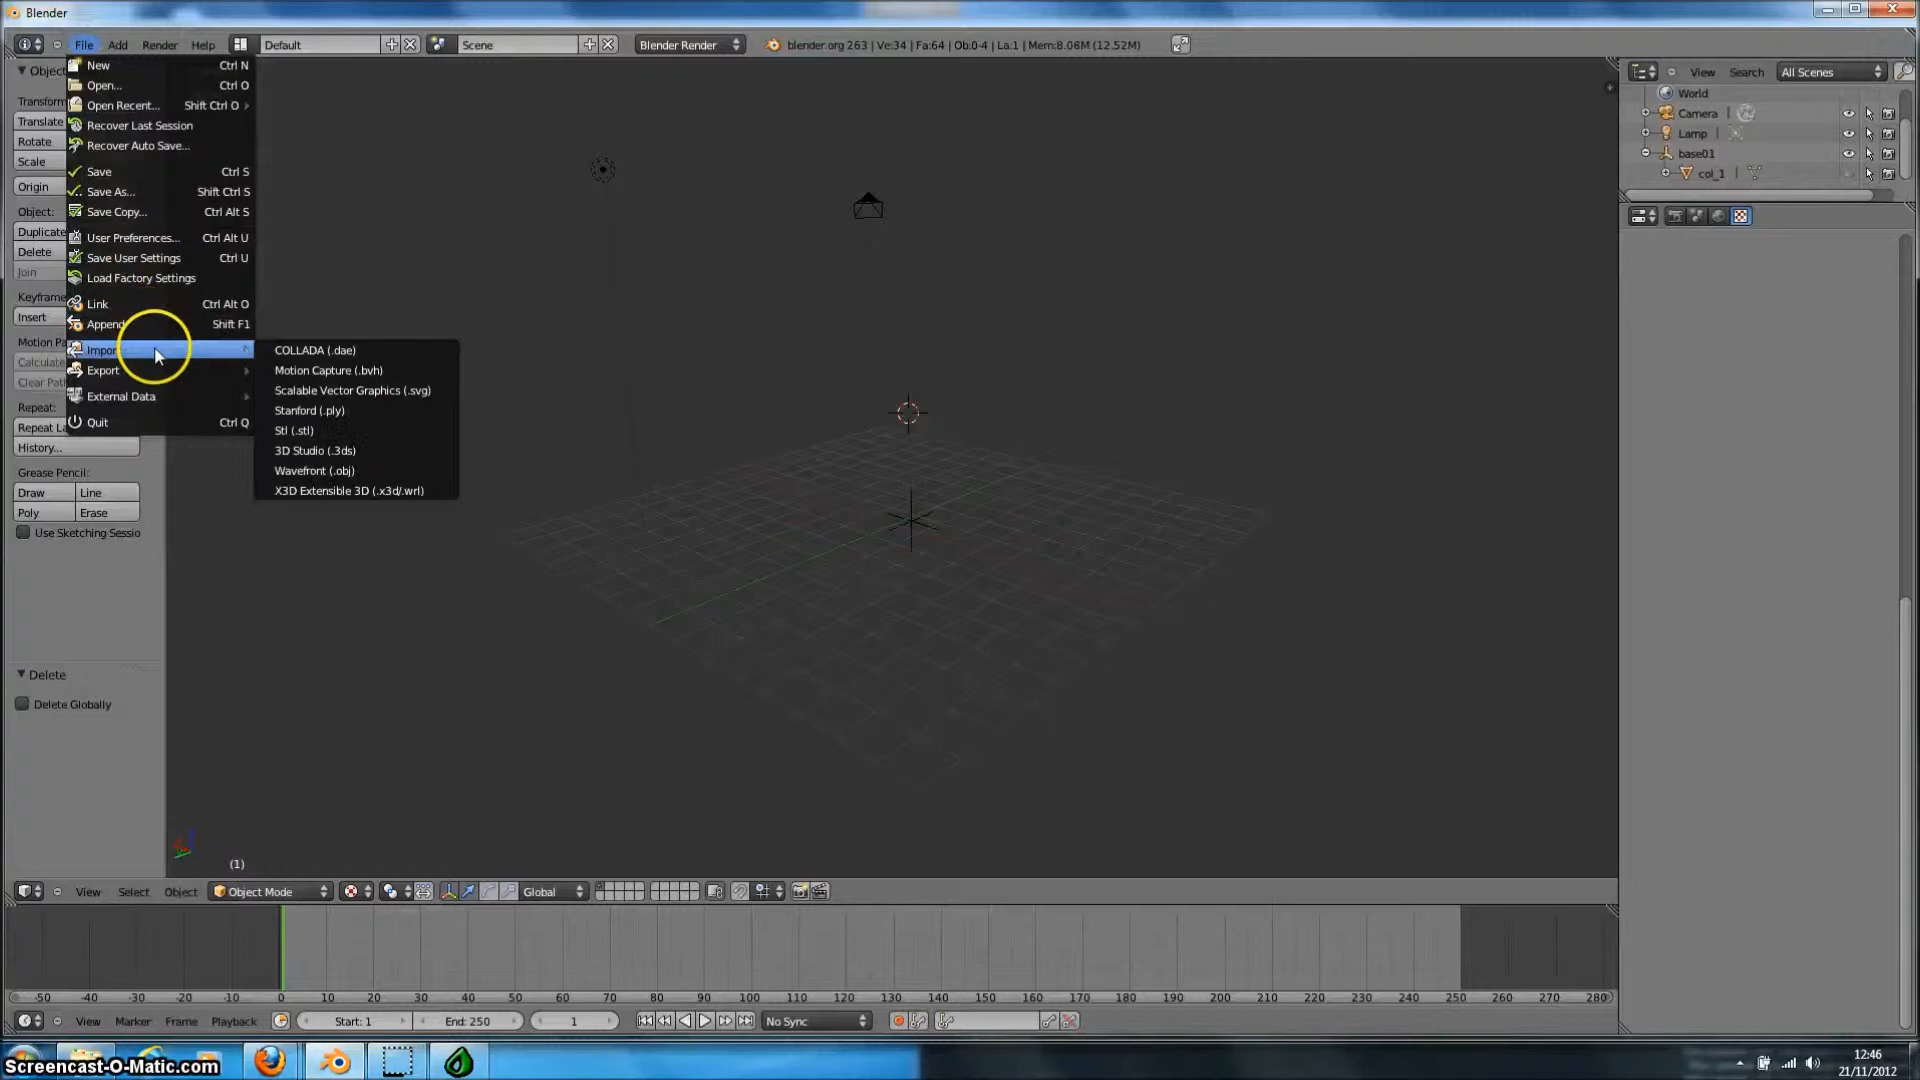 Blender
File Add Render Help Default Scene Blender Render blender.org 263 | Ve:34 | Fa:64 | Ob:0-4 | La:1 | Mem:8.08M (12.52M)
New Ctrl N
Open... Ctrl O
Open Recent... Shift Ctrl O
Recover Last Session
Recover Auto Save...
Save Ctrl S
Save As... Shift Ctrl S
Save Copy... Ctrl Alt S
User Preferences... Ctrl Alt U
Save User Settings Ctrl U
Load Factory Settings
Link Ctrl Alt O
Append Shift F1
Impor
Export
External Data
Quit Ctrl Q
COLLADA (.dae)
Motion Capture (.bvh)
Scalable Vector Graphics (.svg)
Stanford (.ply)
Stl (.stl)
3D Studio (.3ds)
Wavefront (.obj)
X3D Extensible 3D (.x3d/.wrl)
Object
Transform
Translate
Rotate
Scale
Origin
Object:
Duplicate
Delete
Join
Keyframe
Insert
Motion Pa
Calculate
Clear Path
Repeat:
Repeat La
History...
Grease Pencil:
Draw Line
Poly Erase
Use Sketching Sessio
Delete
Delete Globally
View Search All Scenes
World
Camera
Lamp
base01
col_1
(1)
View Select Object Object Mode Global
-50 -40 -30 -20 -10 0 10 20 30 40 50 60 70 80 90 100 110 120 130 140 150 160 170 180 190 200 210 220 230 240 250 260 270 280
View Marker Frame Playback Start: 1 End: 250 1 No Sync
Screencast-O-Matic.com
12:46
21/11/2012